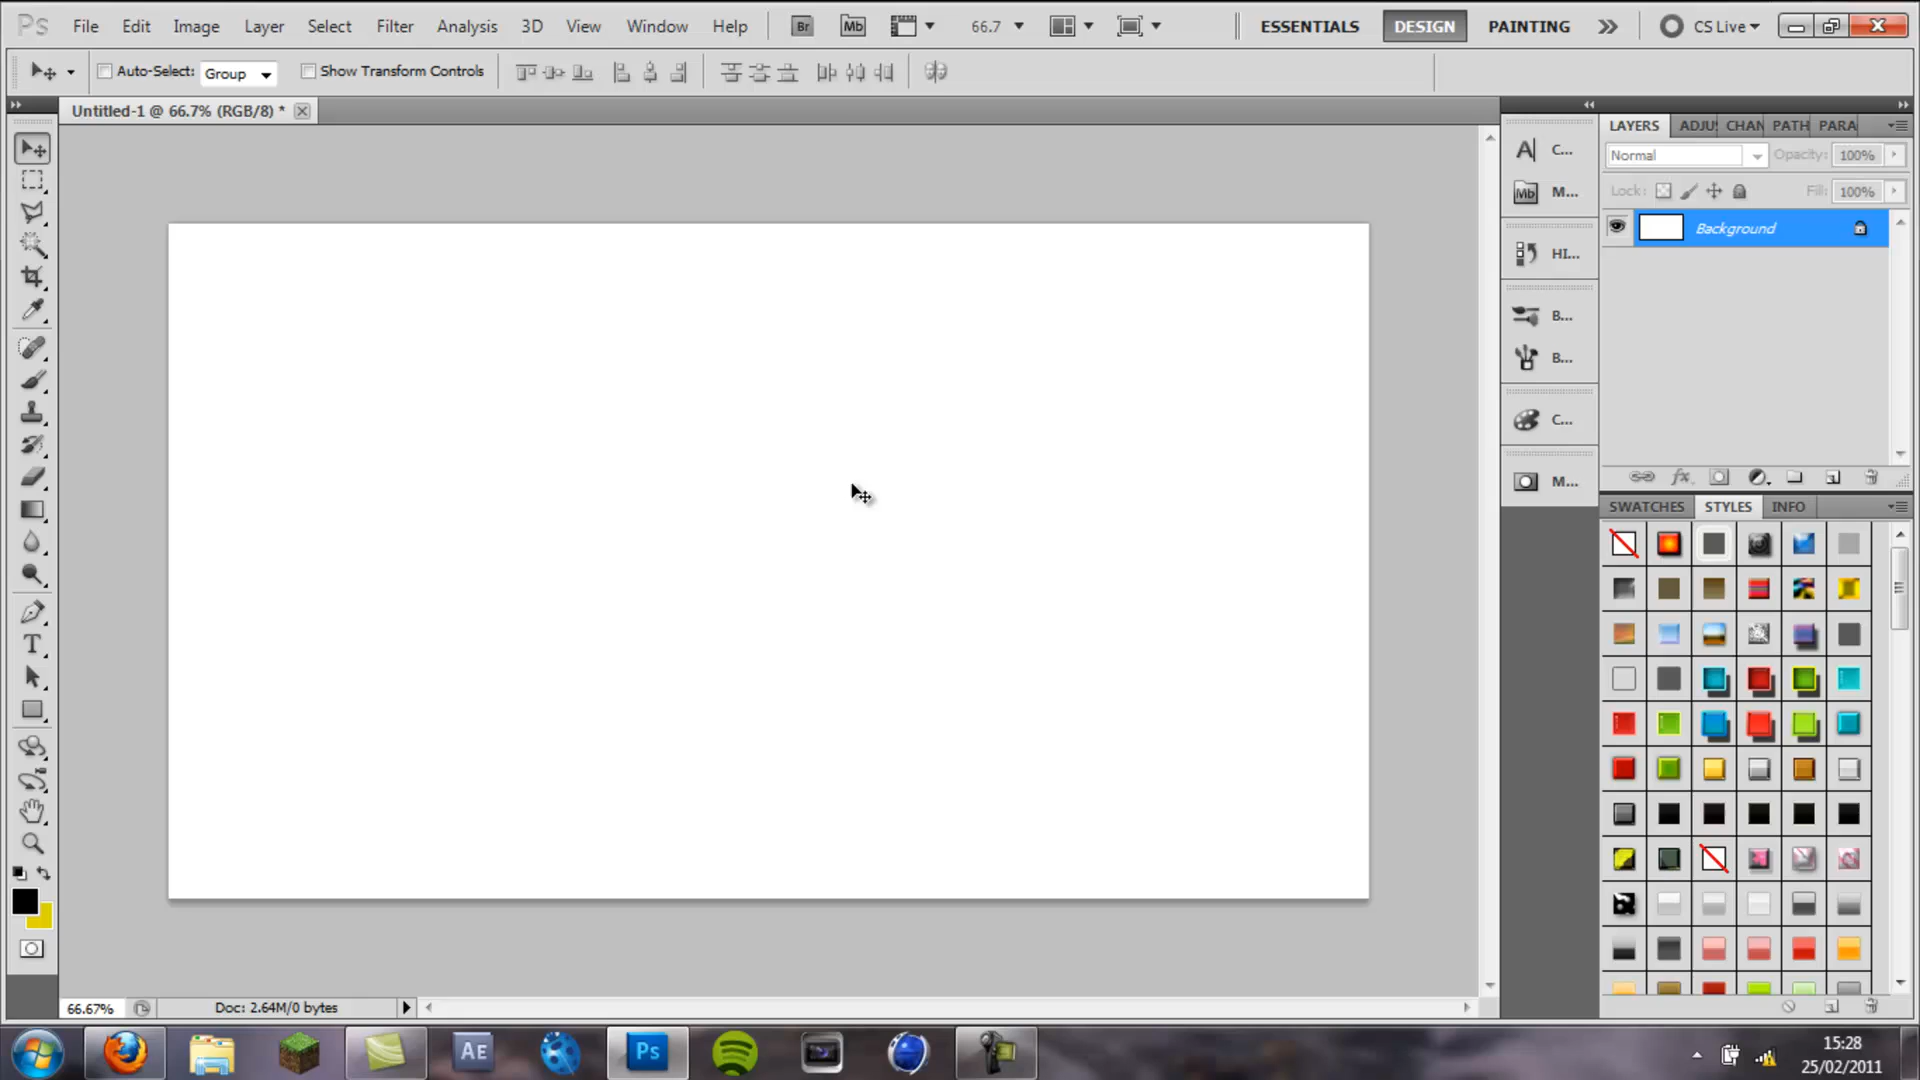 Ps File Edit Image Layer Select Filter Analysis 3D View Window Help Br Mb 66.7 ESSENTIALS DESIGN PAINTING CS Live
Auto-Select: Group Show Transform Controls
Untitled-1 @ 66.7% (RGB/8) *
LAYERS ADJU CHAN PATH PARA
Normal Opacity: 100%
Lock: Fill: 100%
Background
A C...
Mb M...
HI...
B...
B...
C...
M...
SWATCHES STYLES INFO
T
66.67% Doc: 2.64M/0 bytes
AE Ps
15:28
25/02/2011